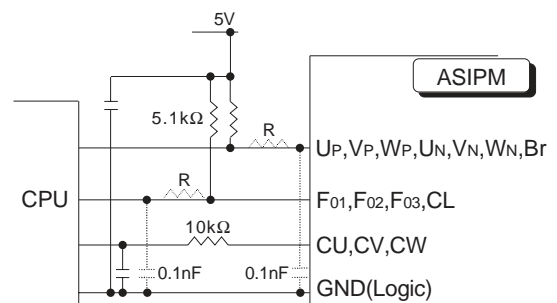 5V
ASIPM
5.1kΩ
R
UP,VP,WP,UN,VN,WN,Br
R
CPU
F01,F02,F03,CL
10kΩ
CU,CV,CW
0.1nF
0.1nF
GND(Logic)